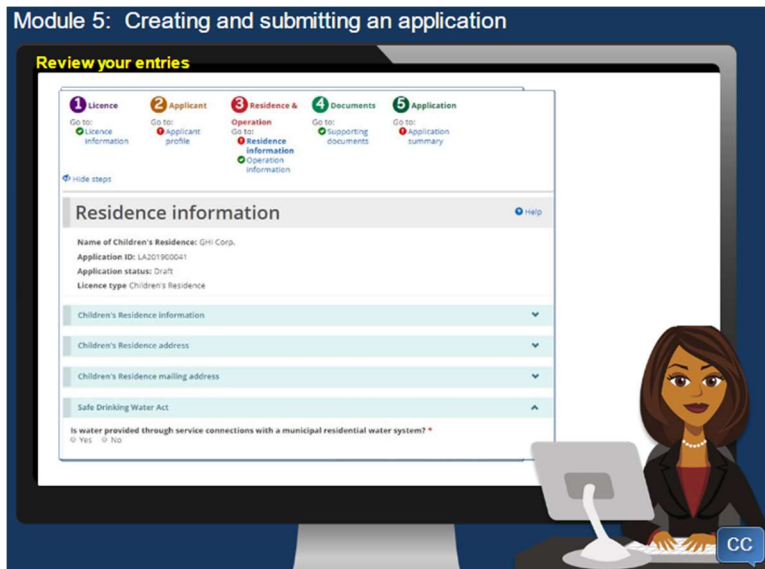 Module 5: Creating and submitting an application
Review your entries
1 Licence
Go to:
Licence
information
2 Applicant
Go to:
Applicant
profile
3 Residence &
Operation
Go to:
Residence
information
Operation
information
4 Documents
Go to:
Supporting
documents
5 Application
Go to:
Application
summary
Hide steps
Residence information
Help
Name of Children's Residence: GHI Corp.
Application ID: LA201900041
Application status: Draft
Licence type Children's Residence
Children's Residence information
Children's Residence address
Children's Residence mailing address
Safe Drinking Water Act
Is water provided through service connections with a municipal residential water system? *
Yes No
CC